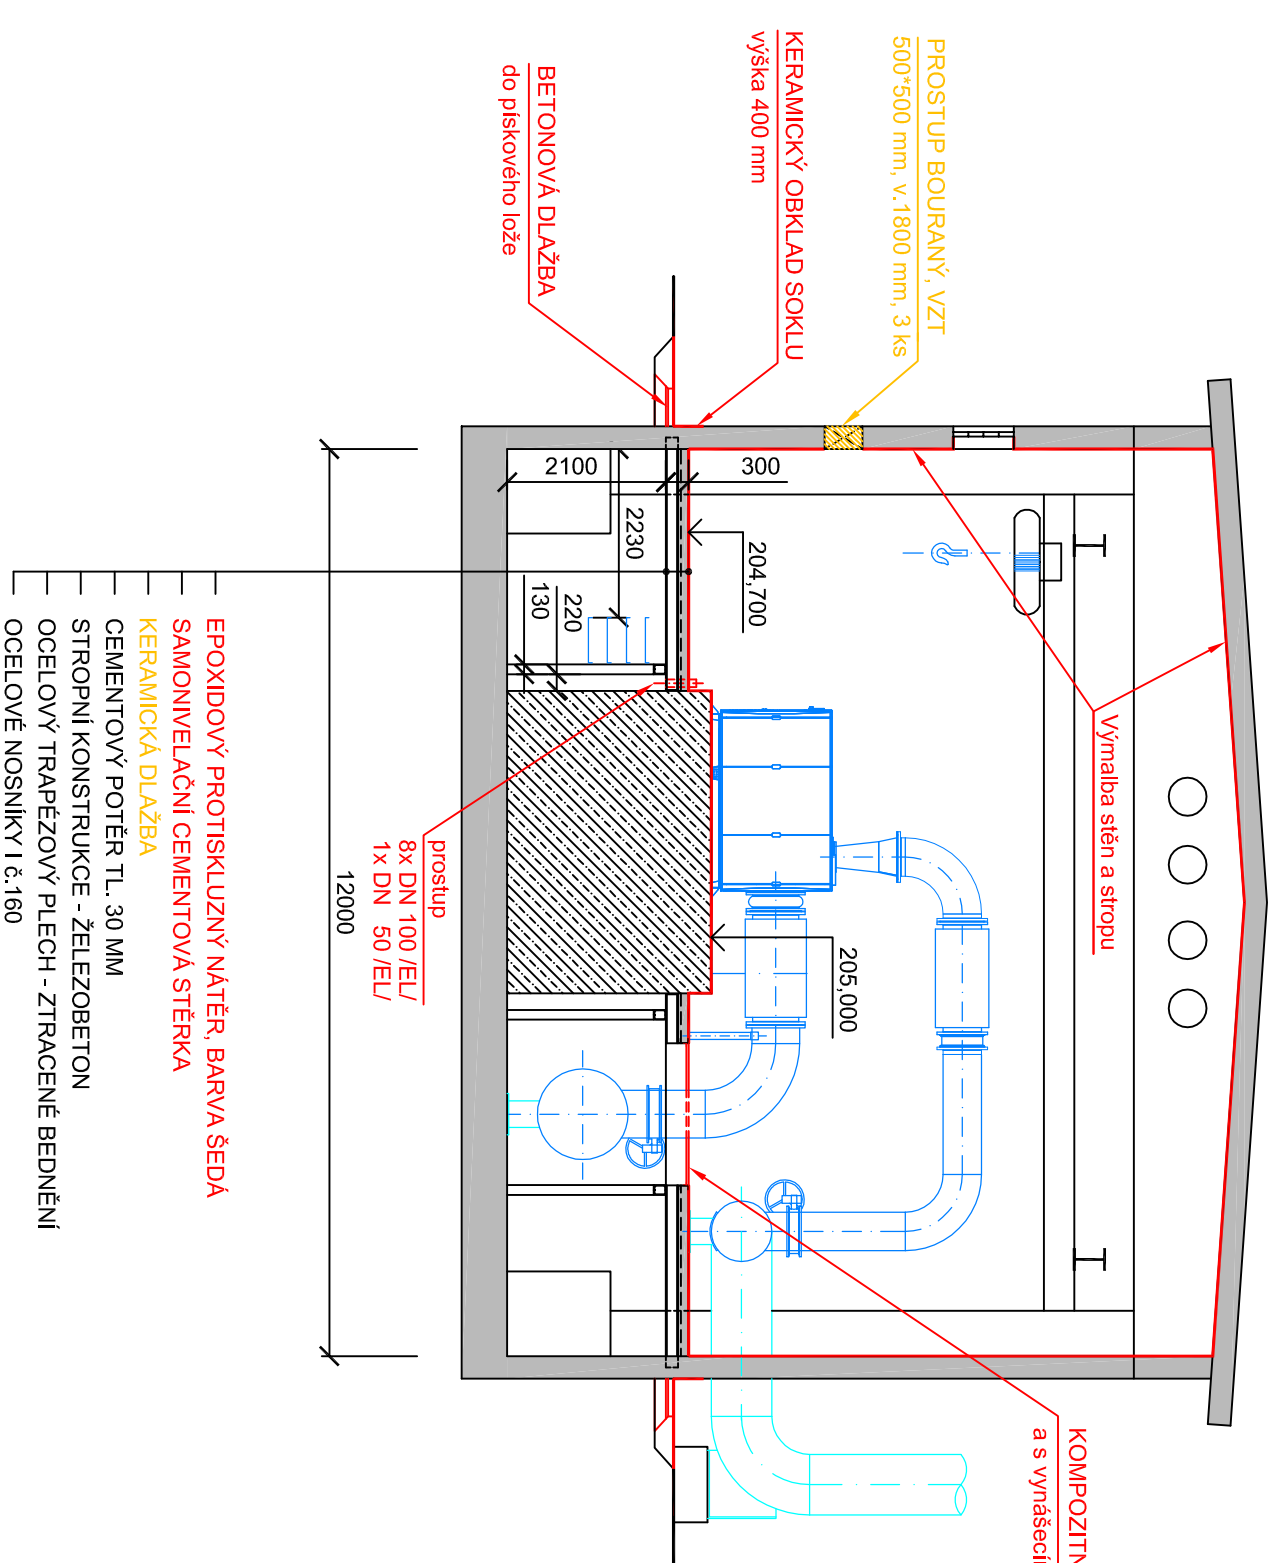 PROSTUP BOURANÝ, VZT
500*500 mm, v.1800 mm, 3 ks
KERAMICKÝ OBKLAD SOKLU
výška 400 mm
BETONOVÁ DLAŽBA
do pískového lože
Výmalba stěn a stropu
204,700
205,000
300
2100
2230
220
130
12000
prostup
8x DN 100 /EL/
1x DN 50 /EL/
KOMPOZITN
a s vynášecí
EPOXIDOVÝ PROTISKLUZNÝ NÁTĚR, BARVA ŠEDÁ
SAMONIVELAČNÍ CEMENTOVÁ STĚRKA
KERAMICKÁ DLAŽBA
CEMENTOVÝ POTĚR TL. 30 MM
STROPNÍ KONSTRUKCE - ŽELEZOBETON
OCELOVÝ TRAPÉZOVÝ PLECH - ZTRACENÉ BEDNĚNÍ
OCELOVÉ NOSNÍKY I č.160